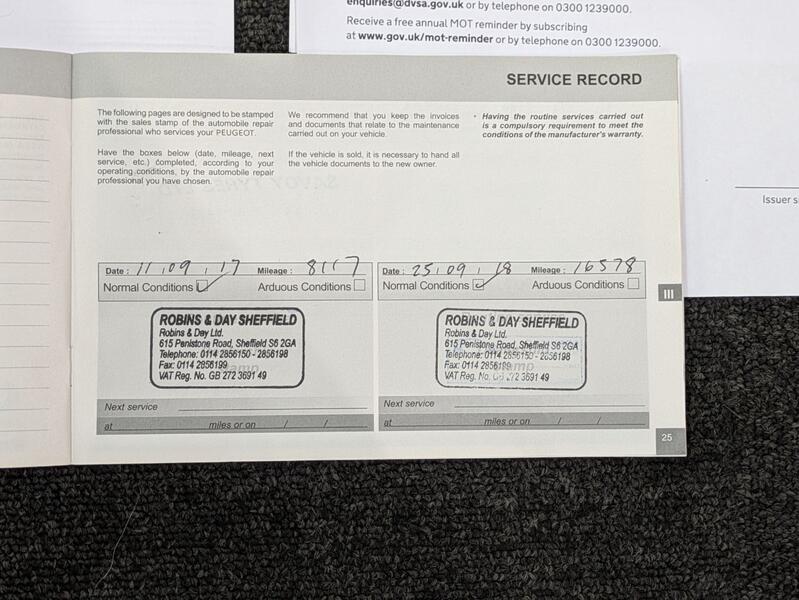 enquiries@dvsa.gov.uk or by telephone on 0300 1239000.
Receive a free annual MOT reminder by subscribing
at www.gov.uk/mot-reminder or by telephone on 0300 1239000.
SERVICE RECORD
The following pages are designed to be stamped
with the sales stamp of the automobile repair
professional who services your PEUGEOT.
Have the boxes below (date, mileage, next
service, etc.) completed, according to your
operating conditions, by the automobile repair
professional you have chosen.
We recommend that you keep the invoices
and documents that relate to the maintenance
carried out on your vehicle.
If the vehicle is sold, it is necessary to hand all
the vehicle documents to the new owner.
• Having the routine services carried out
is a compulsory requirement to meet the
conditions of the manufacturer's warranty.
Issuer s
Date : 11 / 09 / 17 Mileage : 8117
Normal Conditions Arduous Conditions
ROBINS & DAY SHEFFIELD
Robins & Day Ltd.
615 Penistone Road, Sheffield S6 2GA
Telephone: 0114 2856150 - 2856198
Fax: 0114 2856199
VAT Reg. No. GB 272 3691 49
Next service
at miles or on / /
Date : 25 / 09 / 18 Mileage : 16578
Normal Conditions Arduous Conditions
ROBINS & DAY SHEFFIELD
Robins & Day Ltd.
615 Penistone Road, Sheffield S6 2GA
Telephone: 0114 2856150 - 2856198
Fax: 0114 2856199
VAT Reg. No. GB 272 3691 49
Next service
at miles or on / /
III
25